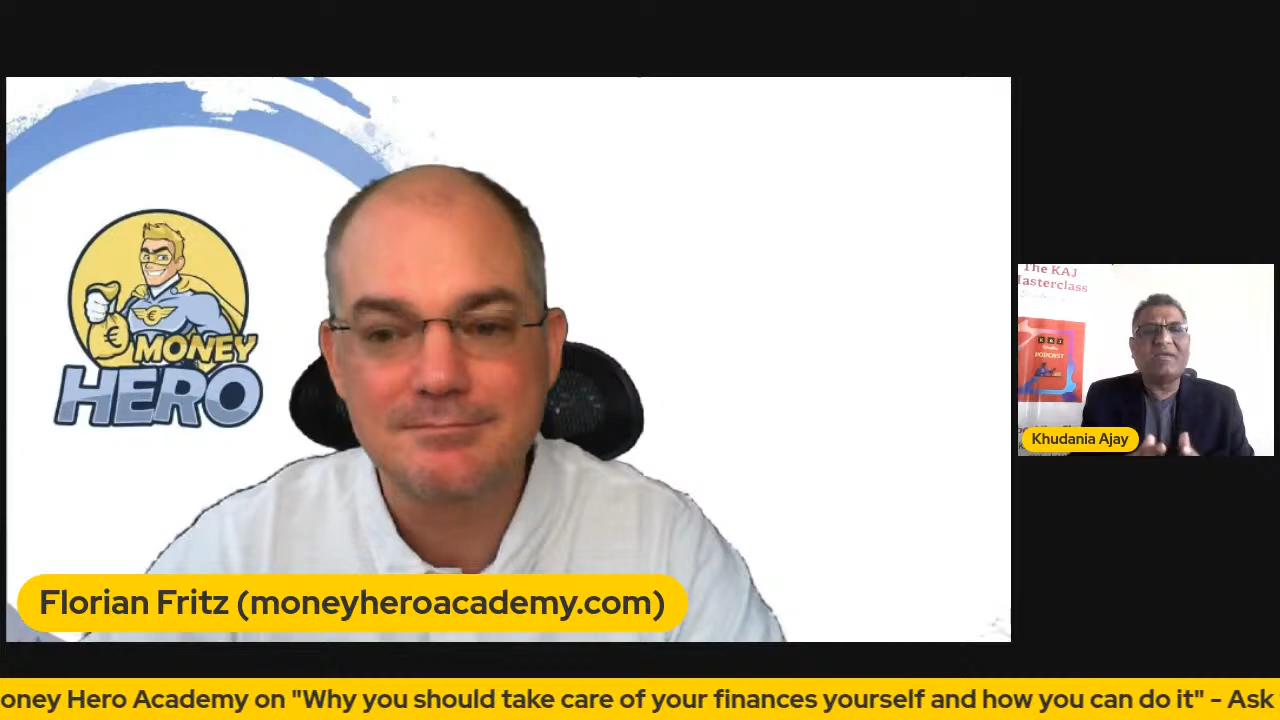 MONEY
HERO
Florian Fritz (moneyheroacademy.com)
The KAJ
Masterclass
KAJ
PODCAST
Khudania Ajay
oney Hero Academy on "Why you should take care of your finances yourself and how you can do it" - Ask